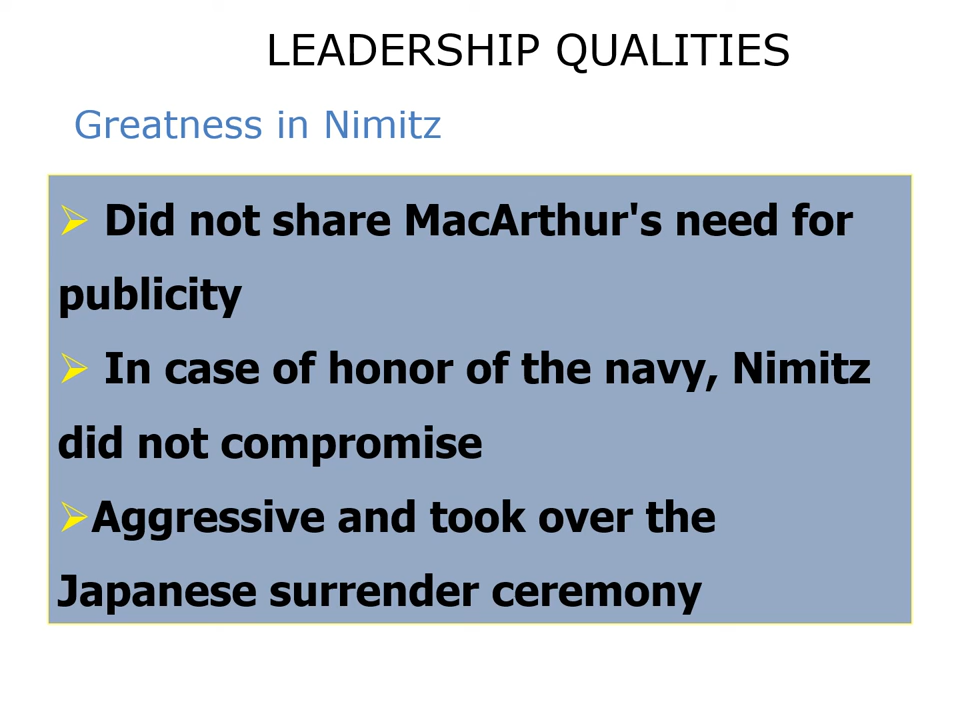 LEADERSHIP QUALITIES
Greatness in Nimitz
➢ Did not share MacArthur's need for
publicity
➢ In case of honor of the navy, Nimitz
did not compromise
➢Aggressive and took over the
Japanese surrender ceremony